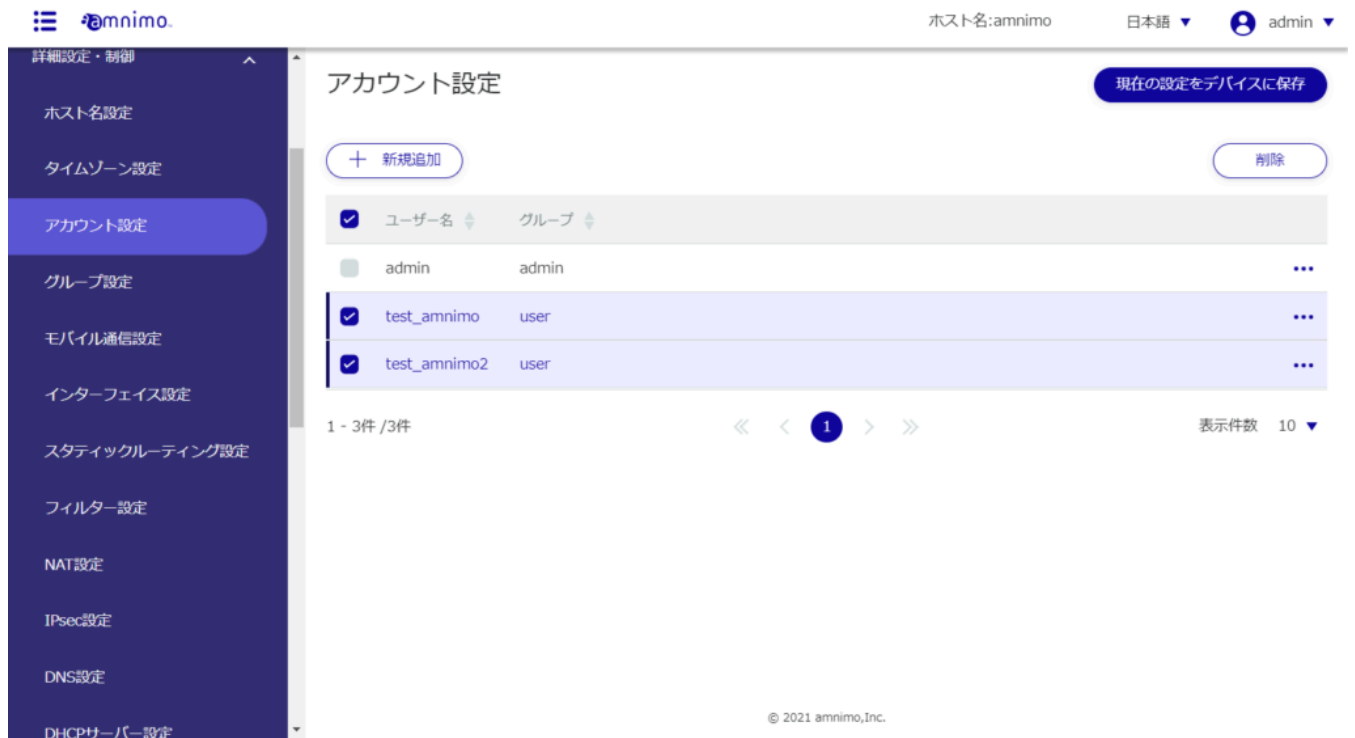 amnimo
ホスト名:amnimo
日本語 ▼
admin ▼
詳細設定・制御
ホスト名設定
タイムゾーン設定
アカウント設定
グループ設定
モバイル通信設定
インターフェイス設定
スタティックルーティング設定
フィルター設定
NAT設定
IPsec設定
DNS設定
DHCPサーバー設定
アカウント設定
現在の設定をデバイスに保存
+ 新規追加
削除
ユーザー名 グループ
admin admin •••
test_amnimo user •••
test_amnimo2 user •••
1 - 3件 /3件
≪ < 1 > ≫
表示件数 10 ▼
© 2021 amnimo,Inc.